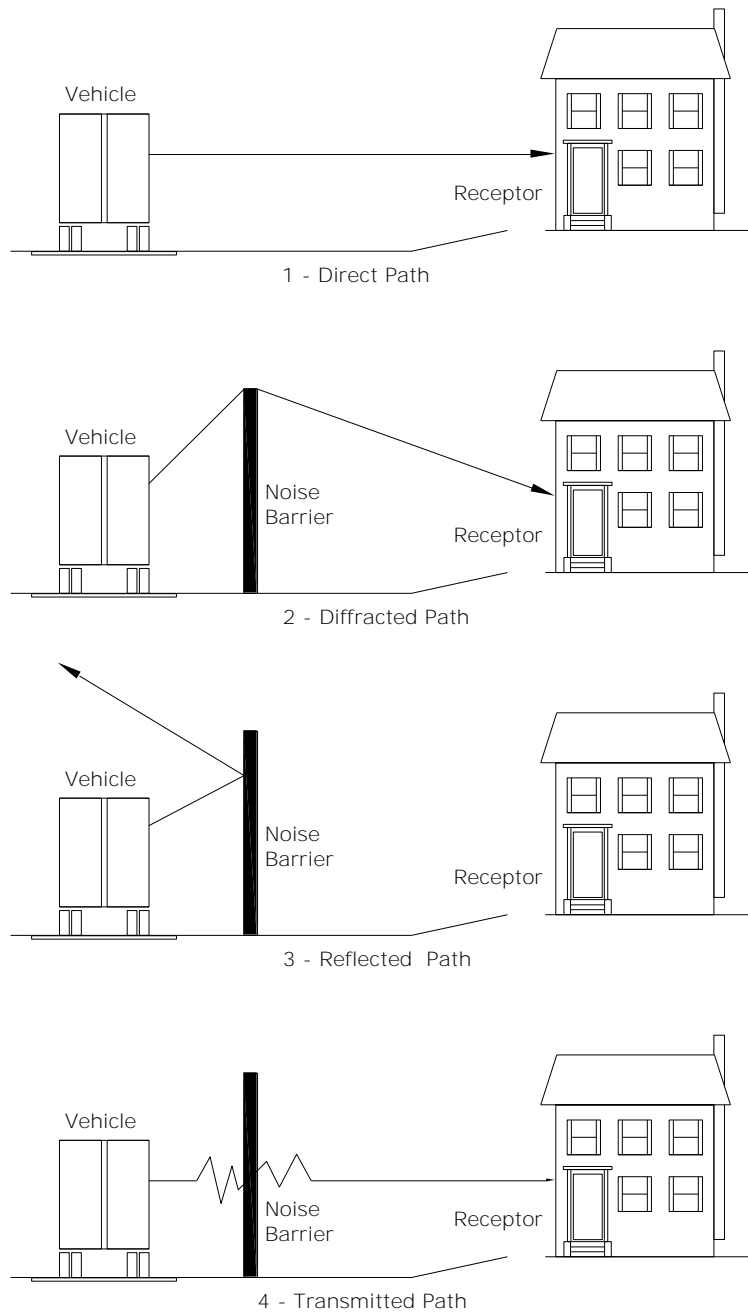 Vehicle
Receptor
1 - Direct Path
Vehicle
Noise
Barrier
Receptor
2 - Diffracted Path
Vehicle
Noise
Barrier
Receptor
3 - Reflected  Path
Vehicle
Noise
Barrier
Receptor
4 - Transmitted Path